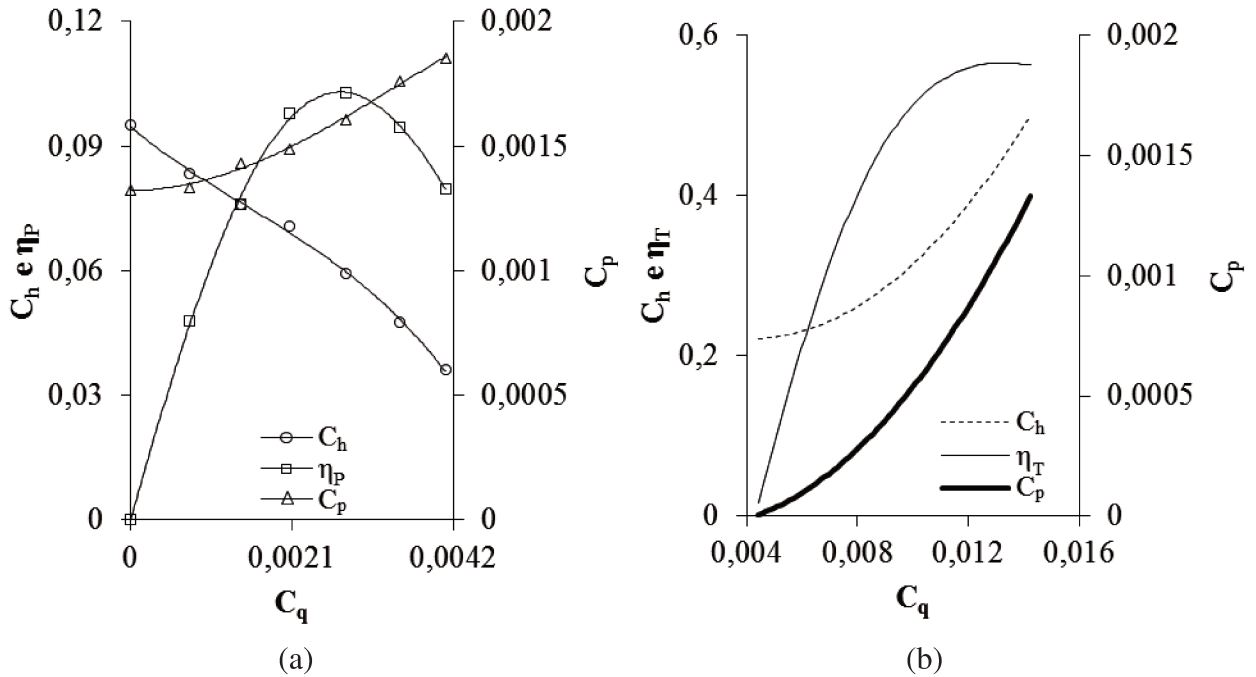 0,12
0,09
0,06
0,03
0
C_h e η_P
0,002
0,0015
0,001
0,0005
0
C_p
C_h
η_P
C_p
0
0,0021
0,0042
C_q
(a)
0,6
0,4
0,2
0
C_h e η_T
0,002
0,0015
0,001
0,0005
0
C_p
C_h
η_T
C_p
0,004
0,008
0,012
0,016
C_q
(b)